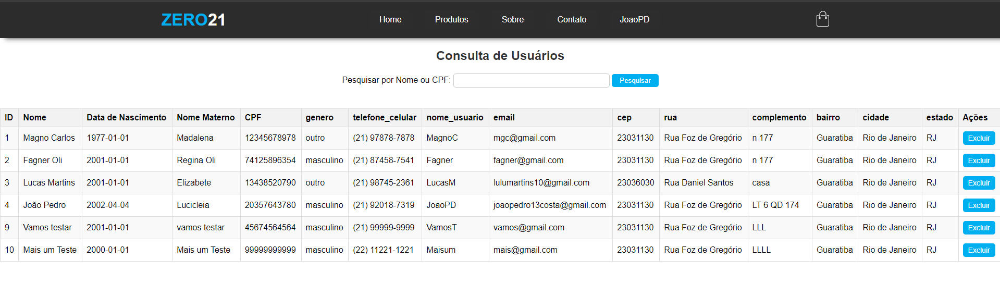 ZERO21 Home Produtos Sobre Contato JoaoPD
Consulta de Usuários
Pesquisar por Nome ou CPF: Pesquisar
ID Nome Data de Nascimento Nome Materno CPF genero telefone_celular nome_usuario email cep rua complemento bairro cidade estado Ações
1 Magno Carlos 1977-01-01 Madalena 12345678978 outro (21) 97878-7878 MagnoC mgc@gmail.com 23031130 Rua Foz de Gregório n 177 Guaratiba Rio de Janeiro RJ Excluir
2 Fagner Oli 2001-01-01 Regina Oli 74125896354 masculino (21) 87458-7541 Fagner fagner@gmail.com 23031130 Rua Foz de Gregório n 177 Guaratiba Rio de Janeiro RJ Excluir
3 Lucas Martins 2001-01-01 Elizabete 13438520790 outro (21) 98745-2361 LucasM lulumartins10@gmail.com 23036030 Rua Daniel Santos casa Guaratiba Rio de Janeiro RJ Excluir
4 João Pedro 2002-04-04 Lucicleia 20357643780 masculino (21) 92018-7319 JoaoPD joaopedro13costa@gmail.com 23031130 Rua Foz de Gregório LT 6 QD 174 Guaratiba Rio de Janeiro RJ Excluir
9 Vamos testar 2001-01-01 vamos testar 45674564564 masculino (21) 99999-9999 VamosT vamos@gmail.com 23031130 Rua Foz de Gregório LLL Guaratiba Rio de Janeiro RJ Excluir
10 Mais um Teste 2000-01-01 Mais um Teste 99999999999 masculino (22) 11221-1221 Maisum mais@gmail.com 23031130 Rua Foz de Gregório LLLL Guaratiba Rio de Janeiro RJ Excluir